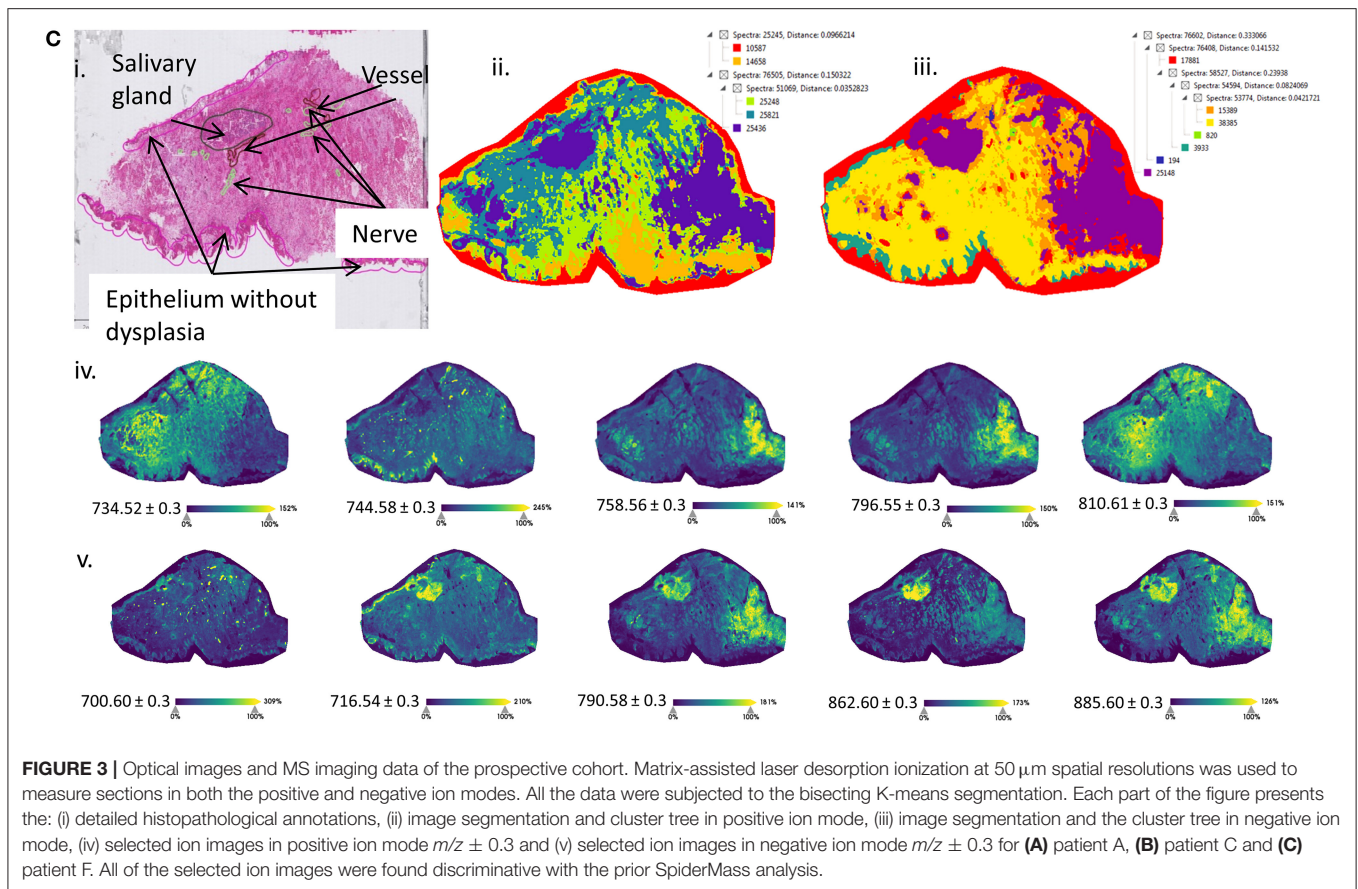 C
i.
Salivary
gland
Vessel
Nerve
Epithelium without
dysplasia
ii.
Spectra: 25245, Distance: 0.0966214
10587
14658
Spectra: 76505, Distance: 0.150322
Spectra: 51069, Distance: 0.0352823
25248
25821
25436
iii.
Spectra: 76602, Distance: 0.333066
Spectra: 76408, Distance: 0.141532
17881
Spectra: 58527, Distance: 0.23938
Spectra: 54594, Distance: 0.0824069
Spectra: 53774, Distance: 0.0421721
15389
38385
820
3933
194
25148
iv.
734.52 ± 0.3 0% 100% 152%
744.58 ± 0.3 0% 100% 245%
758.56 ± 0.3 0% 100% 141%
796.55 ± 0.3 0% 100% 150%
810.61 ± 0.3 0% 100% 151%
v.
700.60 ± 0.3 0% 100% 309%
716.54 ± 0.3 0% 100% 210%
790.58 ± 0.3 0% 100% 181%
862.60 ± 0.3 0% 100% 173%
885.60 ± 0.3 0% 100% 126%
FIGURE 3 | Optical images and MS imaging data of the prospective cohort. Matrix-assisted laser desorption ionization at 50 μm spatial resolutions was used to
measure sections in both the positive and negative ion modes. All the data were subjected to the bisecting K-means segmentation. Each part of the figure presents
the: (i) detailed histopathological annotations, (ii) image segmentation and cluster tree in positive ion mode, (iii) image segmentation and the cluster tree in negative ion
mode, (iv) selected ion images in positive ion mode m/z ± 0.3 and (v) selected ion images in negative ion mode m/z ± 0.3 for (A) patient A, (B) patient C and (C)
patient F. All of the selected ion images were found discriminative with the prior SpiderMass analysis.